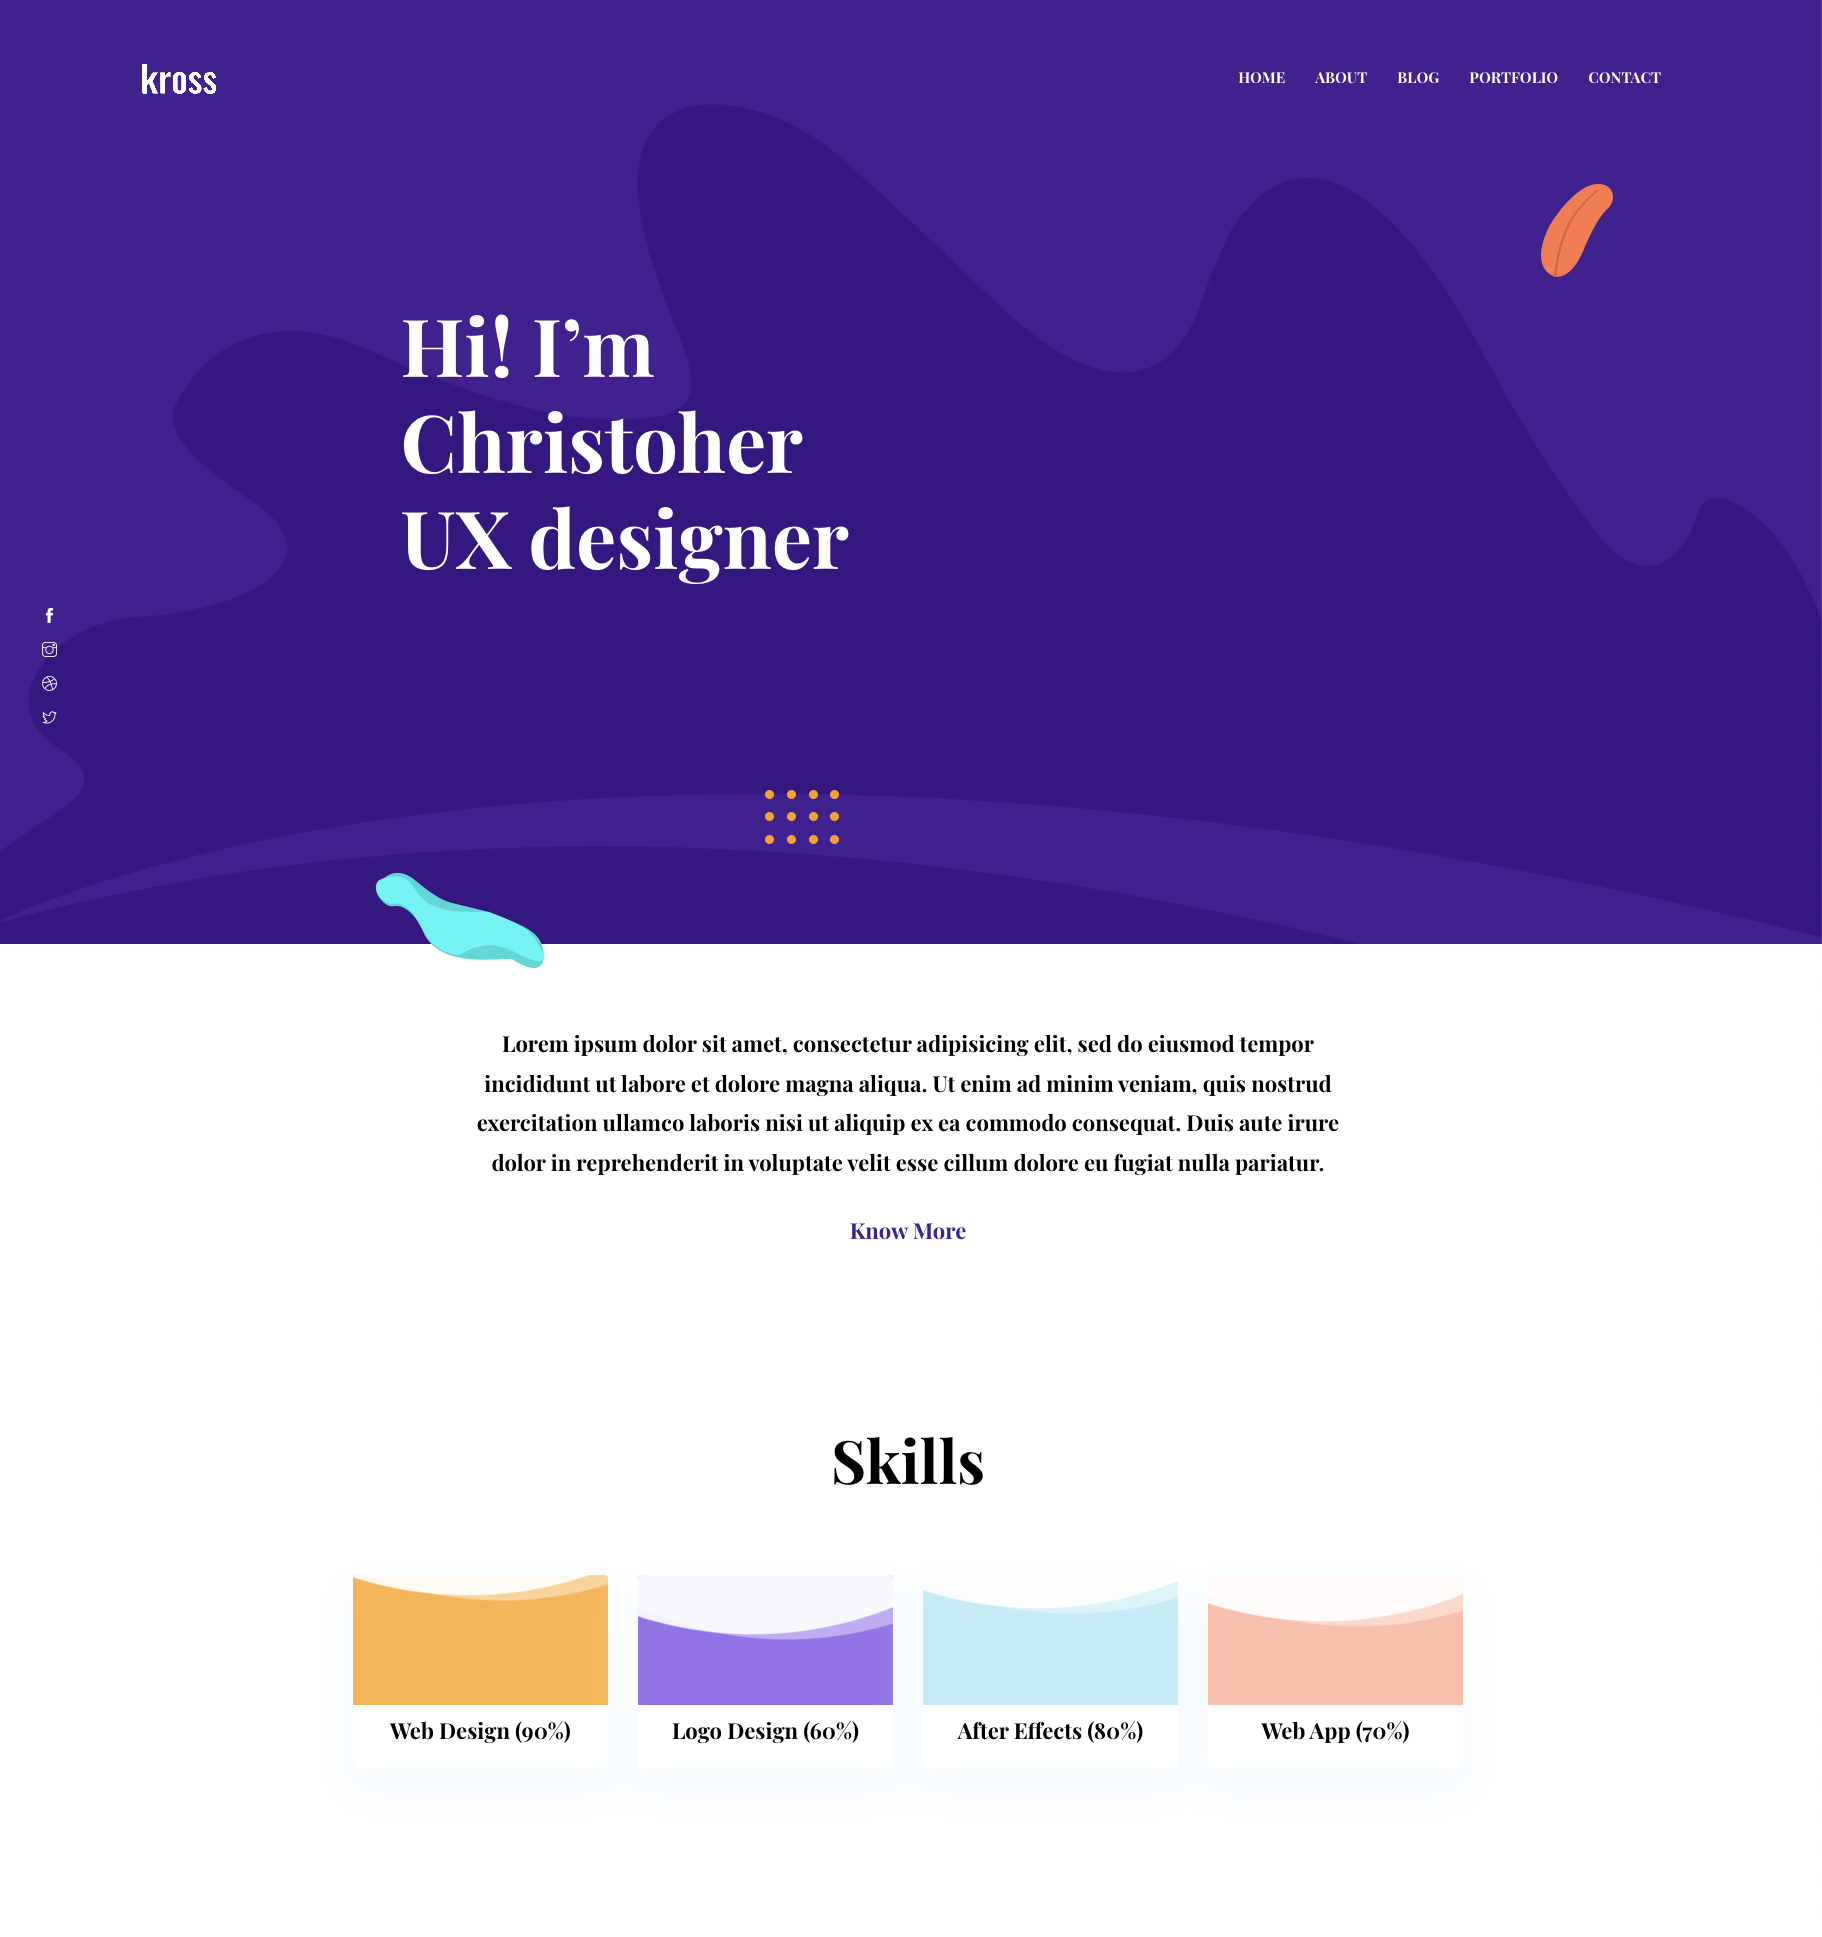 kross
HOME ABOUT BLOG PORTFOLIO CONTACT
Hi! I’m
Christoher
UX designer
Lorem ipsum dolor sit amet, consectetur adipisicing elit, sed do eiusmod tempor
incididunt ut labore et dolore magna aliqua. Ut enim ad minim veniam, quis nostrud
exercitation ullamco laboris nisi ut aliquip ex ea commodo consequat. Duis aute irure
dolor in reprehenderit in voluptate velit esse cillum dolore eu fugiat nulla pariatur.
Know More
Skills
Web Design (90%)
Logo Design (60%)
After Effects (80%)
Web App (70%)